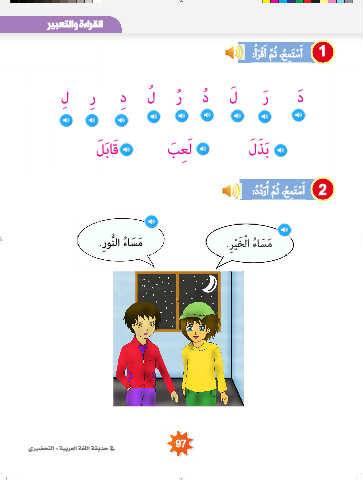 القراءة والتعبير
1 أَسْتَمِعُ، ثُمَّ أَقْرَأُ:
دَ رَ لَ دُ رُ لُ دِ رِ لِ
بَذَلَ لَعِبَ قَابَلَ
2 أَسْتَمِعُ، ثُمَّ أُرَدِّدُ:
مَسَاءُ الْخَيْرِ.
مَسَاءُ النُّورِ.
97
في حديقة اللغة العربية - التحضيري